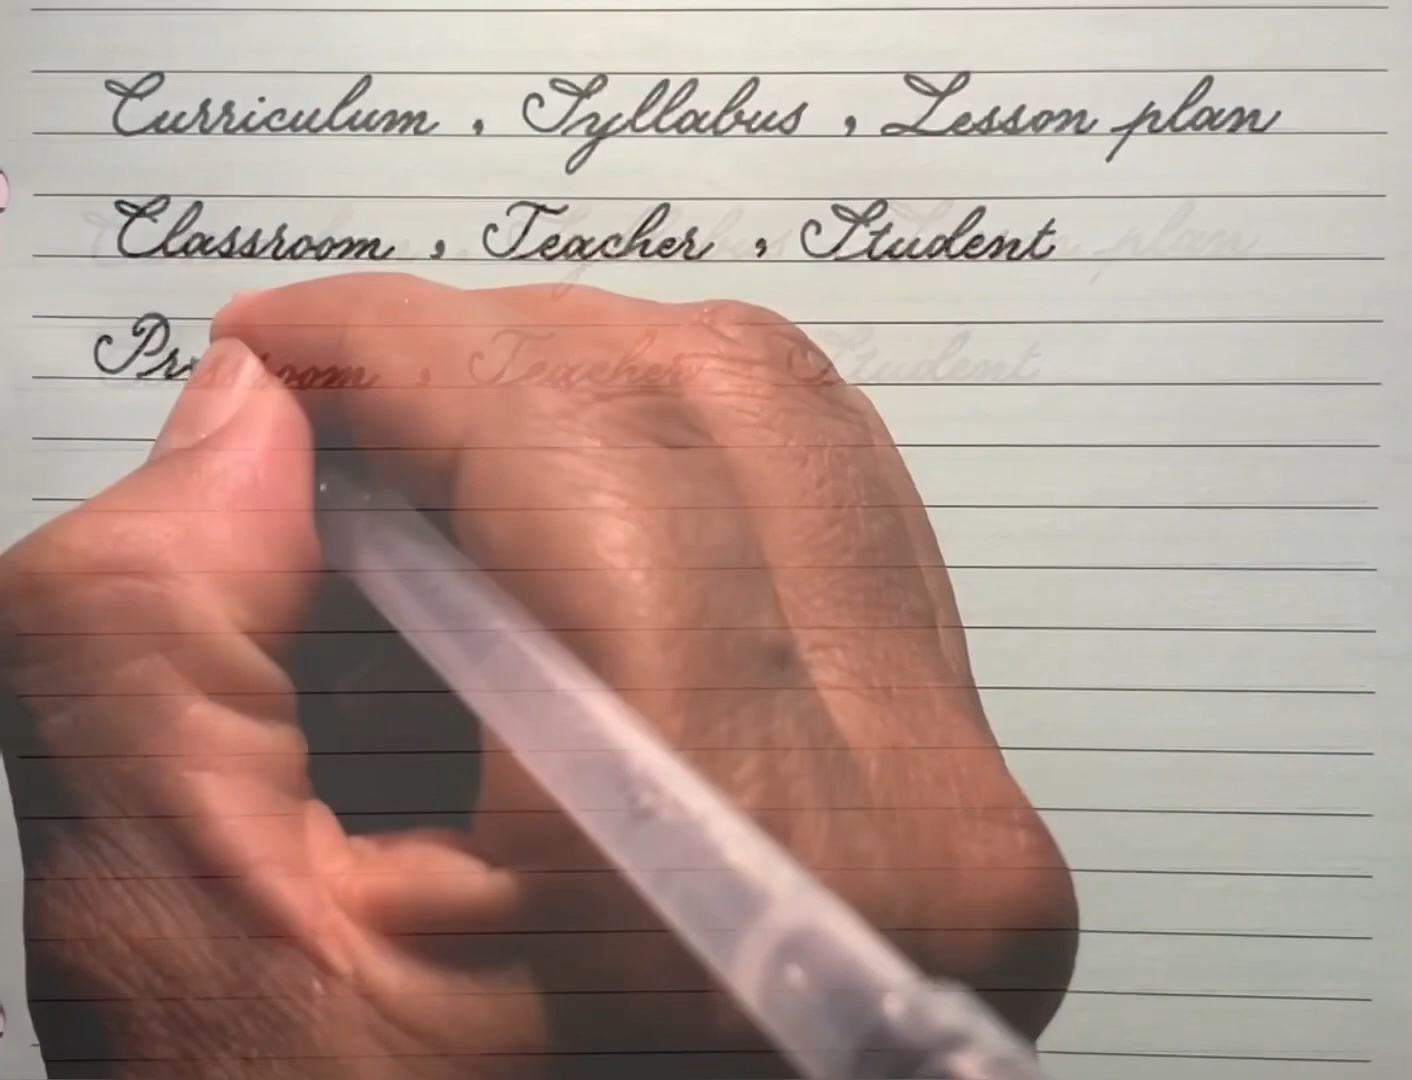 Curriculum , Syllabus , Lesson plan
Classroom , Teacher , Student